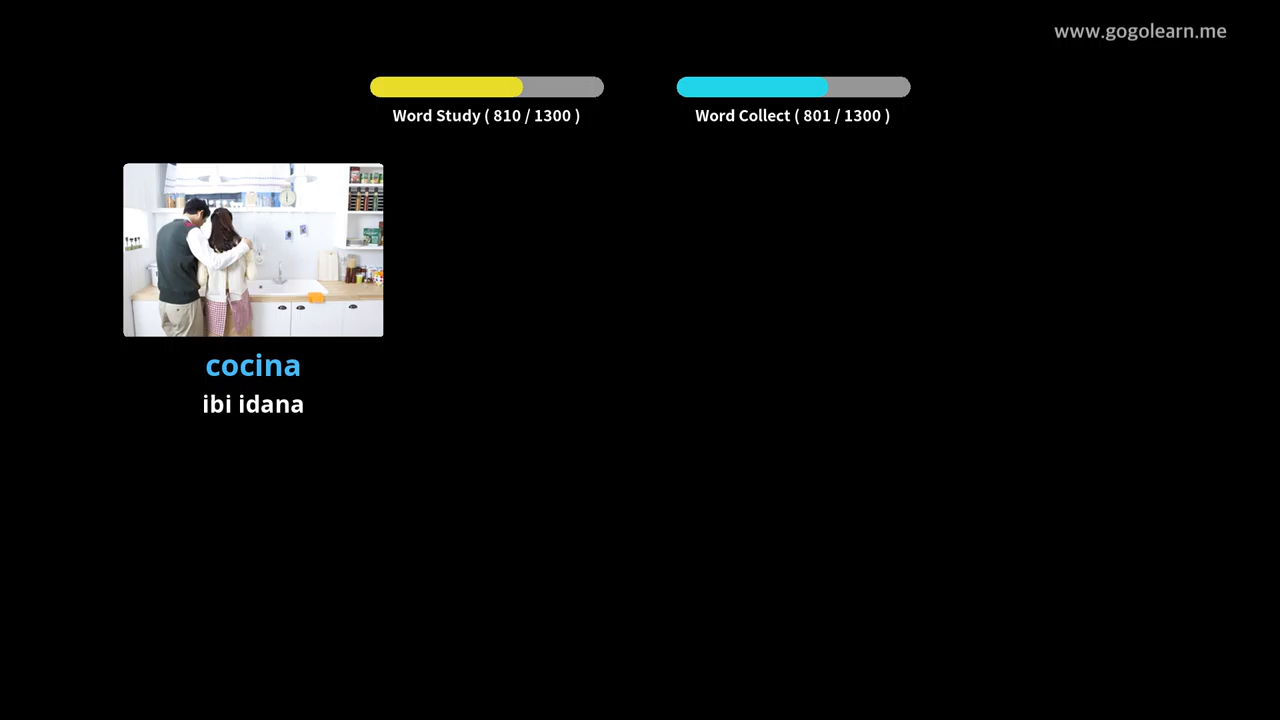 www.gogolearn.me
Word Study ( 810 / 1300 )
Word Collect ( 801 / 1300 )
cocina
ibi idana